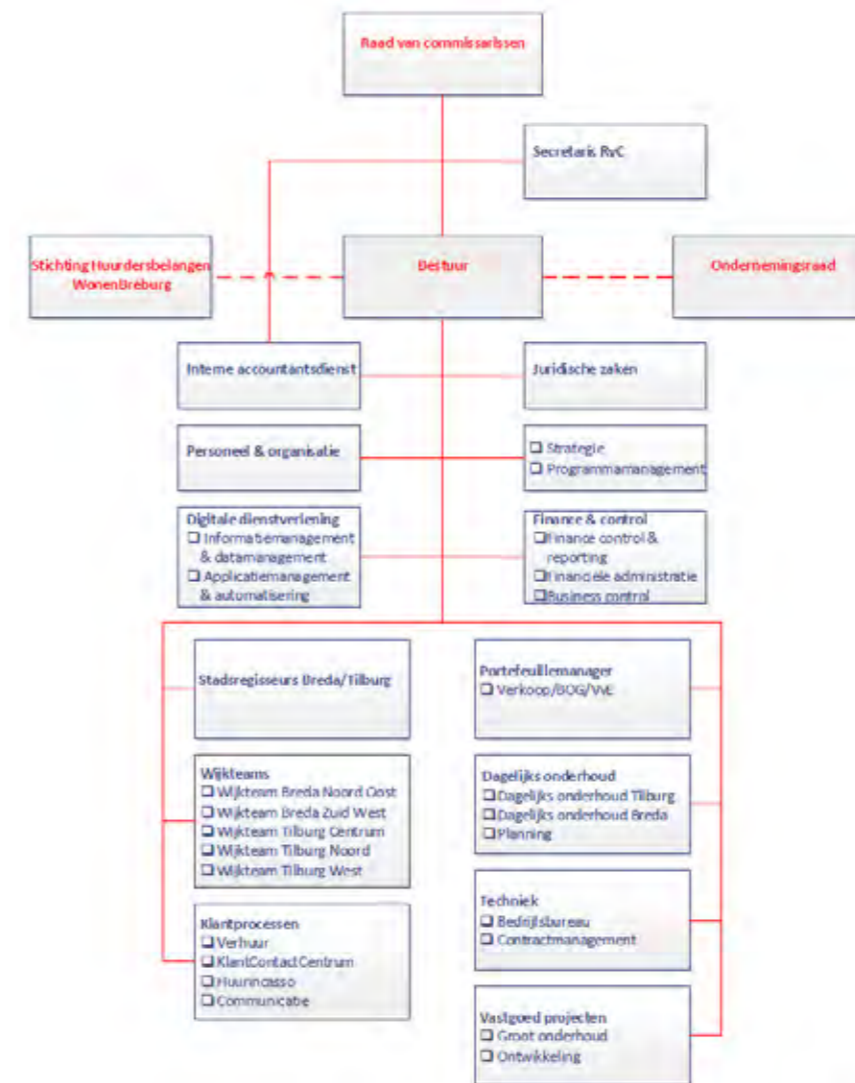 Raad van commissarissen
Secretaris RvC
Stichting Huurdersbelangen
WonenBreburg
Bestuur
Ondernemingsraad
Interne accountantsdienst
Juridische zaken
Personeel & organisatie
❑ Strategie
❑ Programmamanagement
Digitale dienstverlening
❑ Informatiemanagement
& datamanagement
❑ Applicatiemanagement
& automatisering
Finance & control
❑ Finance control &
reporting
❑ Financiële administratie
❑ Business control
Stadsregisseurs Breda/Tilburg
Portefeuillemanager
❑ Verkoop/BOG/VvE
Wijkteams
❑ Wijkteam Breda Noord Oost
❑ Wijkteam Breda Zuid West
❑ Wijkteam Tilburg Centrum
❑ Wijkteam Tilburg Noord
❑ Wijkteam Tilburg West
Dagelijks onderhoud
❑ Dagelijks onderhoud Tilburg
❑ Dagelijks onderhoud Breda
❑ Planning
Klantprocessen
❑ Verhuur
❑ KlantContactCentrum
❑ Huurincasso
❑ Communicatie
Techniek
❑ Bedrijfsbureau
❑ Contractmanagement
Vastgoed projecten
❑ Groot onderhoud
❑ Ontwikkeling